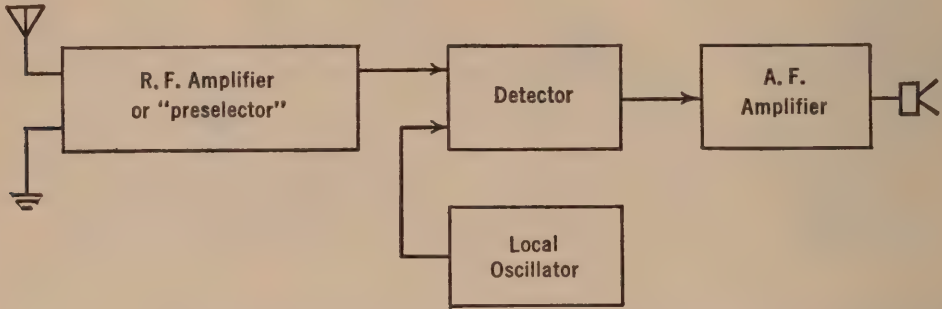 R. F. Amplifier
or “preselector”
Detector
A. F.
Amplifier
Local
Oscillator